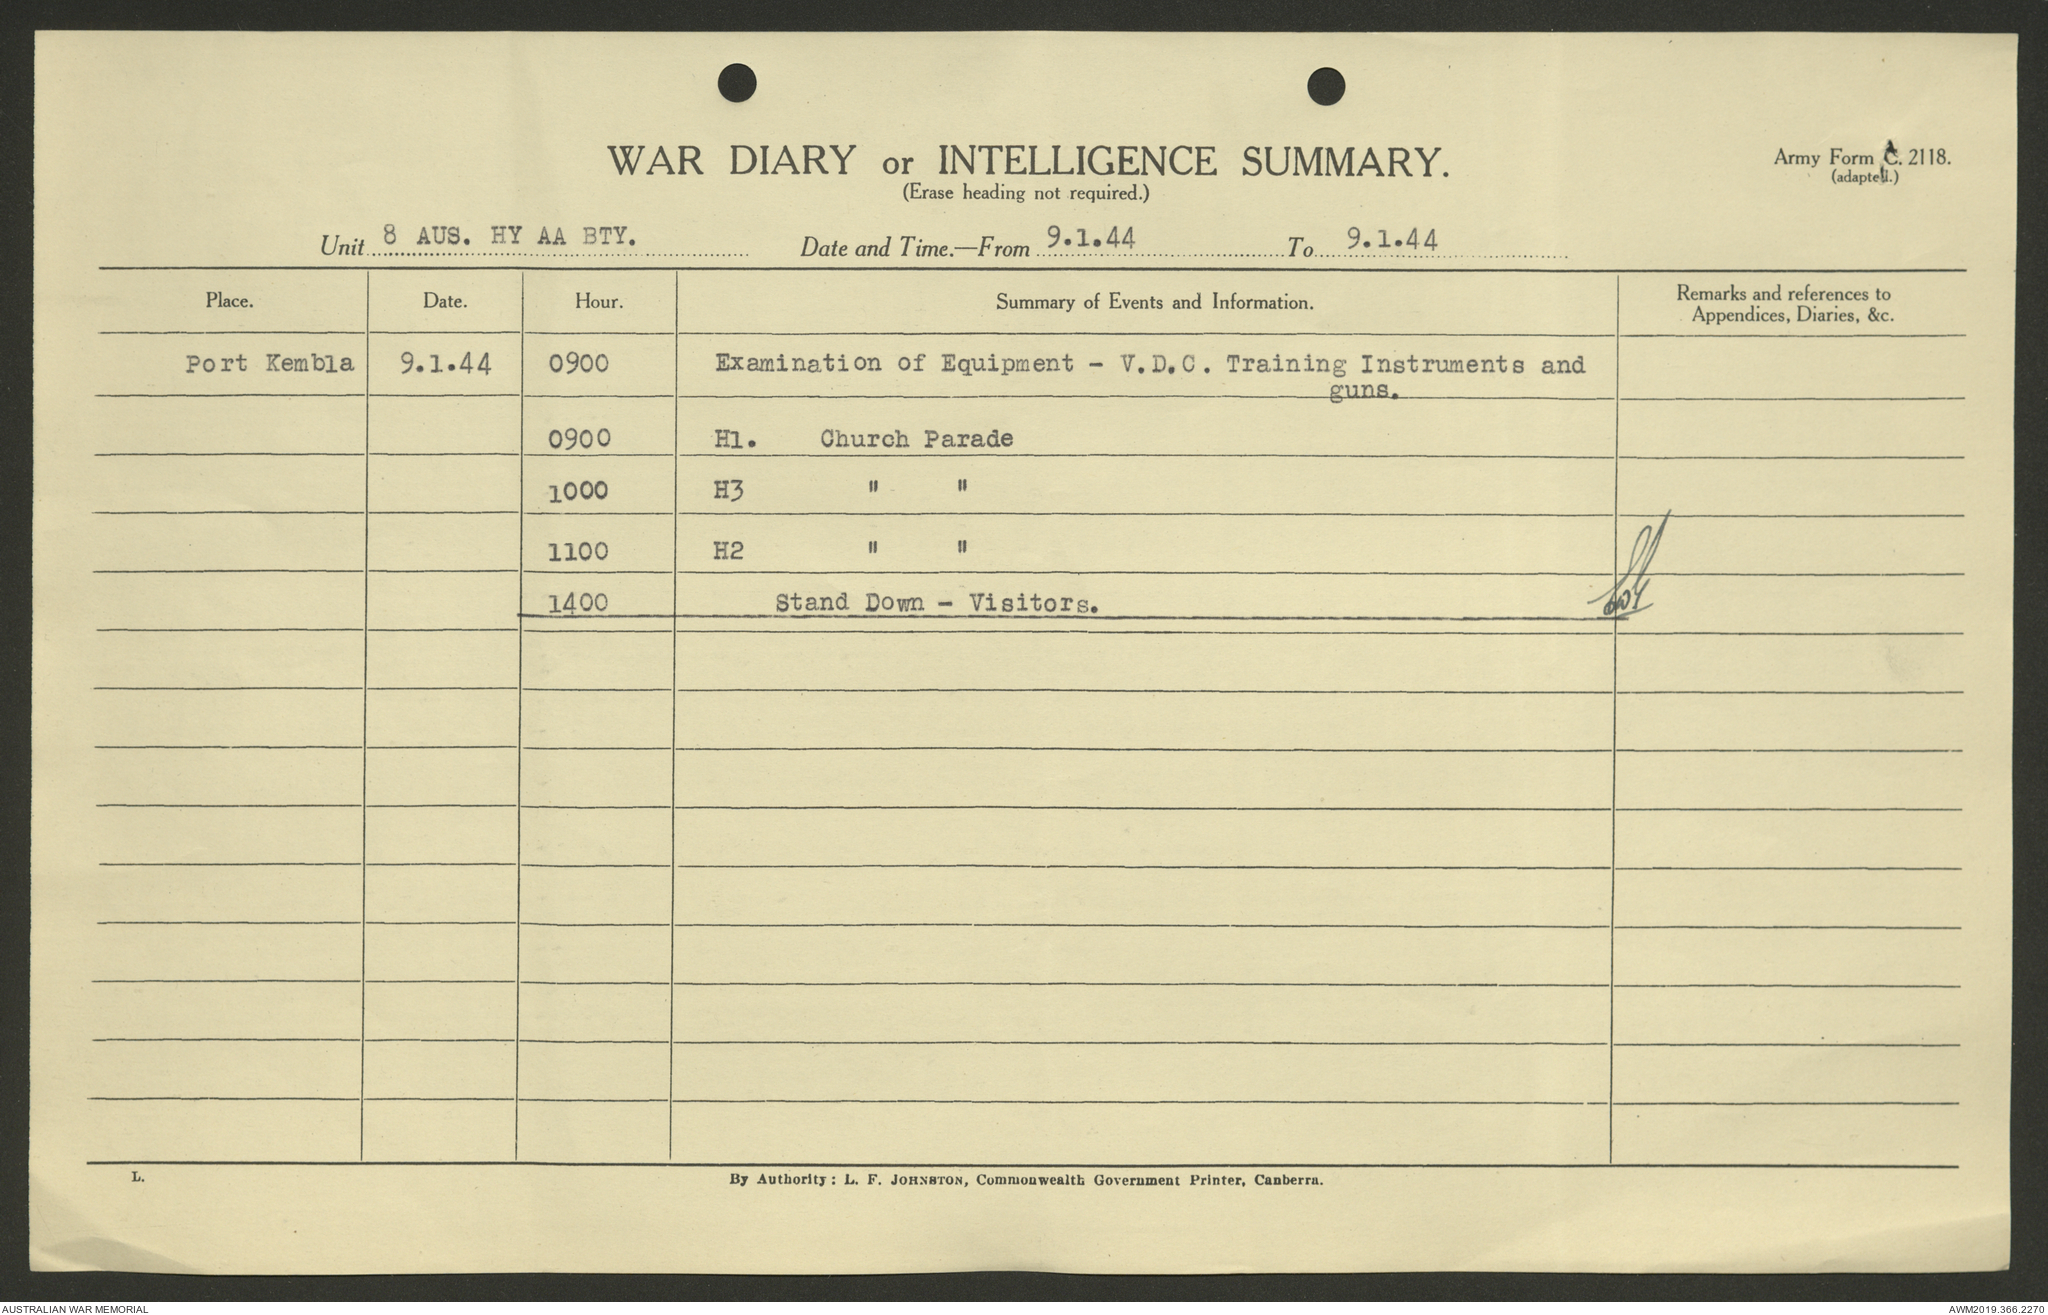 WAR DIARY or INTELLIGENCE SUMMARY.
(Erase heading not required.)
Army Form C. 2118.
(adapted.)
Unit 8 AUS. HY AA BTY. Date and Time.—From 9.1.44 To 9.1.44
Place. Date. Hour. Summary of Events and Information. Remarks and references to
Appendices, Diaries, &c.
Port Kembla 9.1.44 0900 Examination of Equipment - V.D.C. Training Instruments and
guns.
0900 H1. Church Parade
1000 H3 " "
1100 H2 " "
1400 Stand Down - Visitors.
L. By Authority: L. F. JOHNSTON, Commonwealth Government Printer, Canberra.
AUSTRALIAN WAR MEMORIAL AWM2019.366.2270